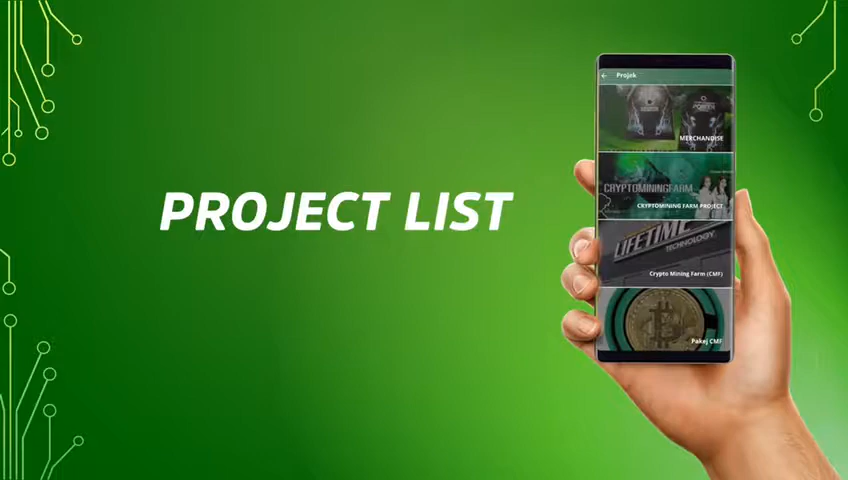 PROJECT LIST
Projek
MERCHANDISE
CRYPTOMININGFARM
CRYPTOMINING FARM PROJECT
LIFETIME
TECHNOLOGY
Crypto Mining Farm (CMF)
Pakej CMF